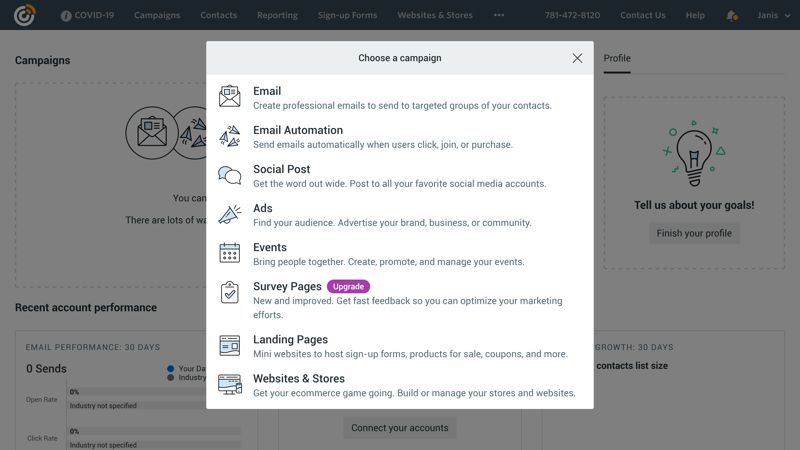 COVID-19 Campaigns Contacts Reporting Sign-up Forms Websites & Stores ••• 781-472-8120 Contact Us Help Janis
Campaigns
Choose a campaign
Profile
Email
Create professional emails to send to targeted groups of your contacts.
Email Automation
Send emails automatically when users click, join, or purchase.
Social Post
Get the word out wide. Post to all your favorite social media accounts.
Ads
Find your audience. Advertise your brand, business, or community.
Events
Bring people together. Create, promote, and manage your events.
Survey Pages Upgrade
New and improved. Get fast feedback so you can optimize your marketing
efforts.
Landing Pages
Mini websites to host sign-up forms, products for sale, coupons, and more.
Websites & Stores
Get your ecommerce game going. Build or manage your stores and websites.
You can
There are lots of
Tell us about your goals!
Finish your profile
Recent account performance
EMAIL PERFORMANCE: 30 DAYS
0 Sends
Your
Industry
Open Rate
0%
Industry not specified
Click Rate
0%
Industry not specified
Connect your accounts
GROWTH: 30 DAYS
contacts list size